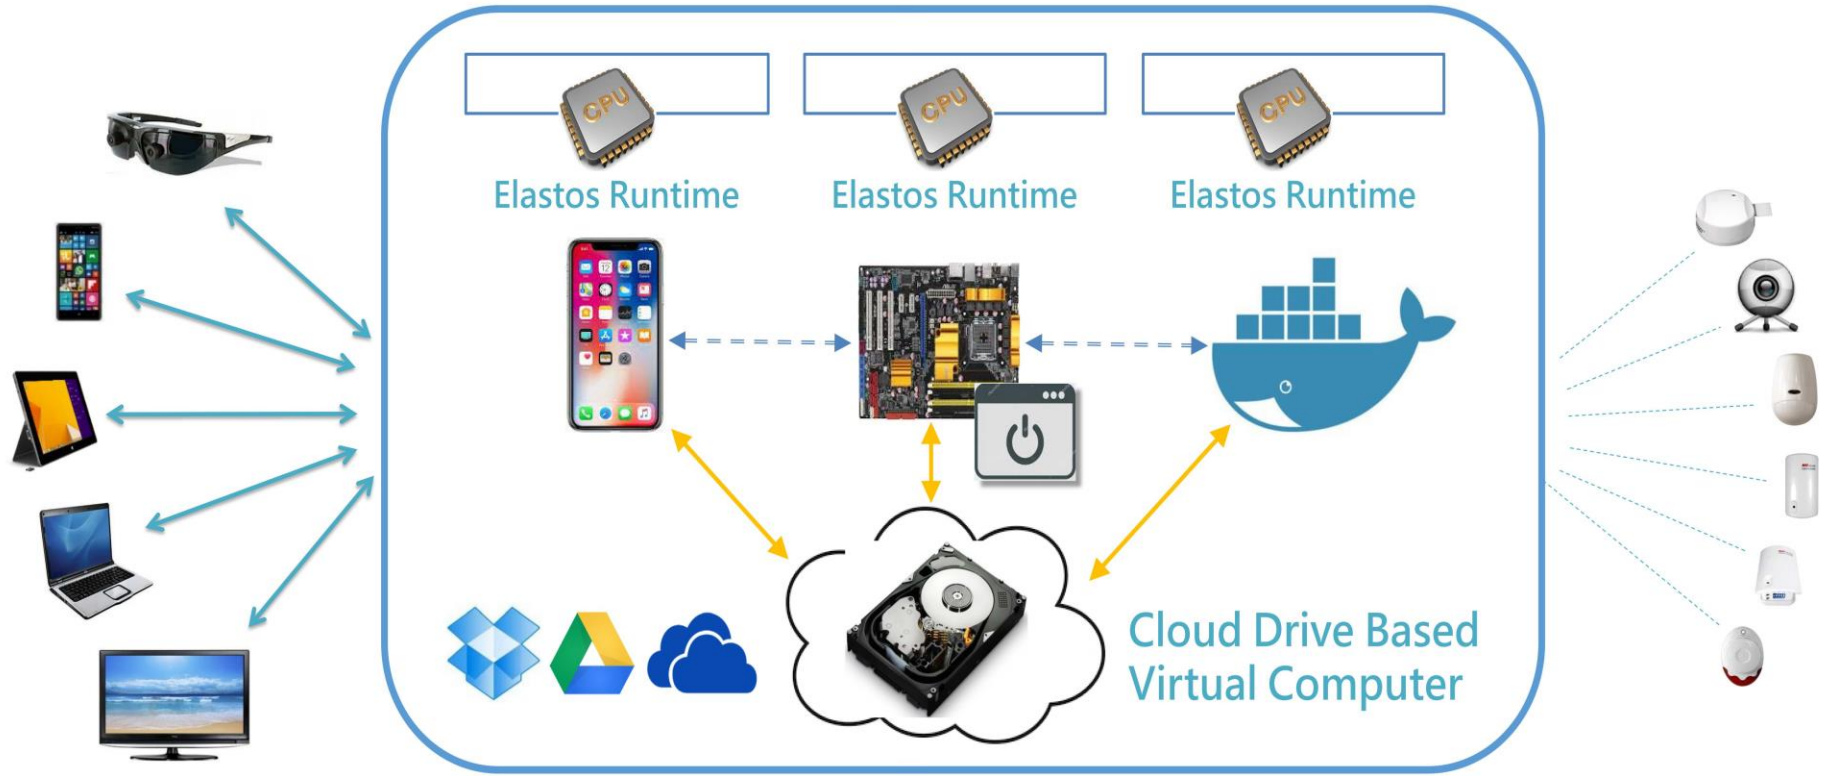 CPU
CPU
CPU
Elastos Runtime
Elastos Runtime
Elastos Runtime
Cloud Drive Based
Virtual Computer